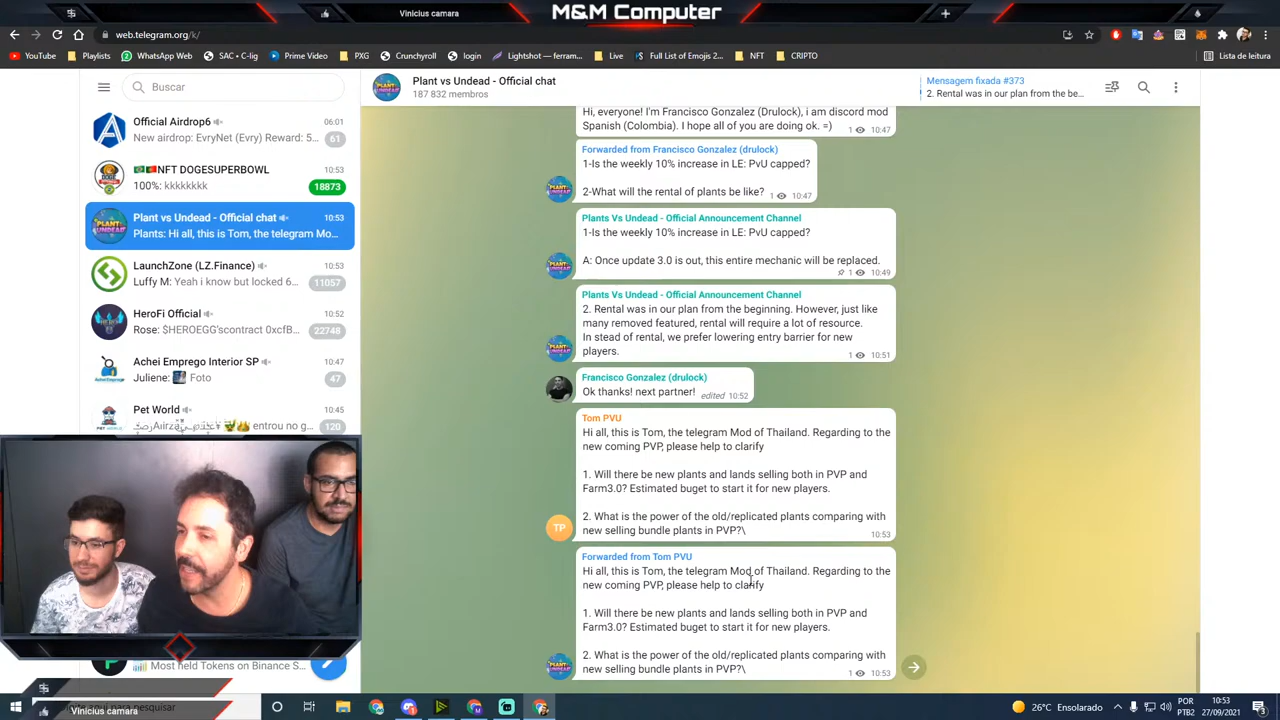 Vinicius camara
M&M Computer
web.telegram.org/k/
YouTube
Playlists
WhatsApp Web
SAC • C-lig
Prime Video
PXG
Crunchyroll
login
Lightshot — ferram...
Live
Full List of Emojis 2...
NFT
CRIPTO
Lista de leitura
Buscar
Official Airdrop6
06:01
New airdrop: EvryNet (Evry) Reward: 5...
61
NFT DOGESUPERBOWL
10:53
100%: kkkkkkkk
18873
Plant vs Undead - Official chat
10:53
Plants: Hi all, this is Tom, the telegram Mo...
LaunchZone (LZ.Finance)
10:53
Luffy M: Yeah i know but locked 6...
11057
HeroFi Official
10:52
Rose: $HEROEGG'scontract 0xcfB...
22748
Achei Emprego Interior SP
10:47
Juliene: Foto
47
Pet World
10:45
entrou no g...
120
Most held Tokens on Binance S...
Plant vs Undead - Official chat
187 832 membros
Mensagem fixada #373
2. Rental was in our plan from the be...
Hi, everyone! I'm Francisco Gonzalez (Drulock), i am discord mod
Spanish (Colombia). I hope all of you are doing ok. =)
1 10:47
Forwarded from Francisco Gonzalez (drulock)
1-Is the weekly 10% increase in LE: PvU capped?
2-What will the rental of plants be like?
1 10:47
Plants Vs Undead - Official Announcement Channel
1-Is the weekly 10% increase in LE: PvU capped?
A: Once update 3.0 is out, this entire mechanic will be replaced.
1 10:49
Plants Vs Undead - Official Announcement Channel
2. Rental was in our plan from the beginning. However, just like
many removed featured, rental will require a lot of resource.
In stead of rental, we prefer lowering entry barrier for new
players.
1 10:51
Francisco Gonzalez (drulock)
Ok thanks! next partner!
edited 10:52
Tom PVU
Hi all, this is Tom, the telegram Mod of Thailand. Regarding to the
new coming PVP, please help to clarify
1. Will there be new plants and lands selling both in PVP and
Farm3.0? Estimated buget to start it for new players.
2. What is the power of the old/replicated plants comparing with
new selling bundle plants in PVP?\
10:53
TP
Forwarded from Tom PVU
Hi all, this is Tom, the telegram Mod of Thailand. Regarding to the
new coming PVP, please help to clarify
1. Will there be new plants and lands selling both in PVP and
Farm3.0? Estimated buget to start it for new players.
2. What is the power of the old/replicated plants comparing with
new selling bundle plants in PVP?\
1 10:53
Vinicius camara
pesquisar
26°C Ensolarado
POR
PTB2
10:53
27/09/2021